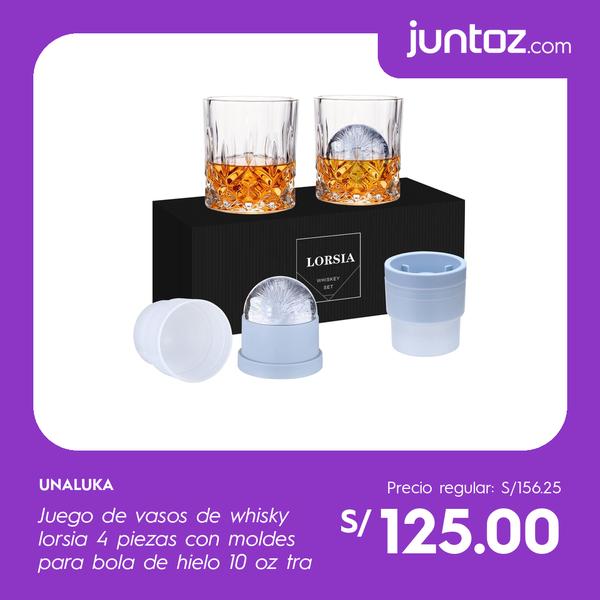 juntoz.com
LORSIA
WHISKEY
SET
UNALUKA
Juego de vasos de whisky
lorsia 4 piezas con moldes
para bola de hielo 10 oz tra
Precio regular: S/156.25
S/125.00